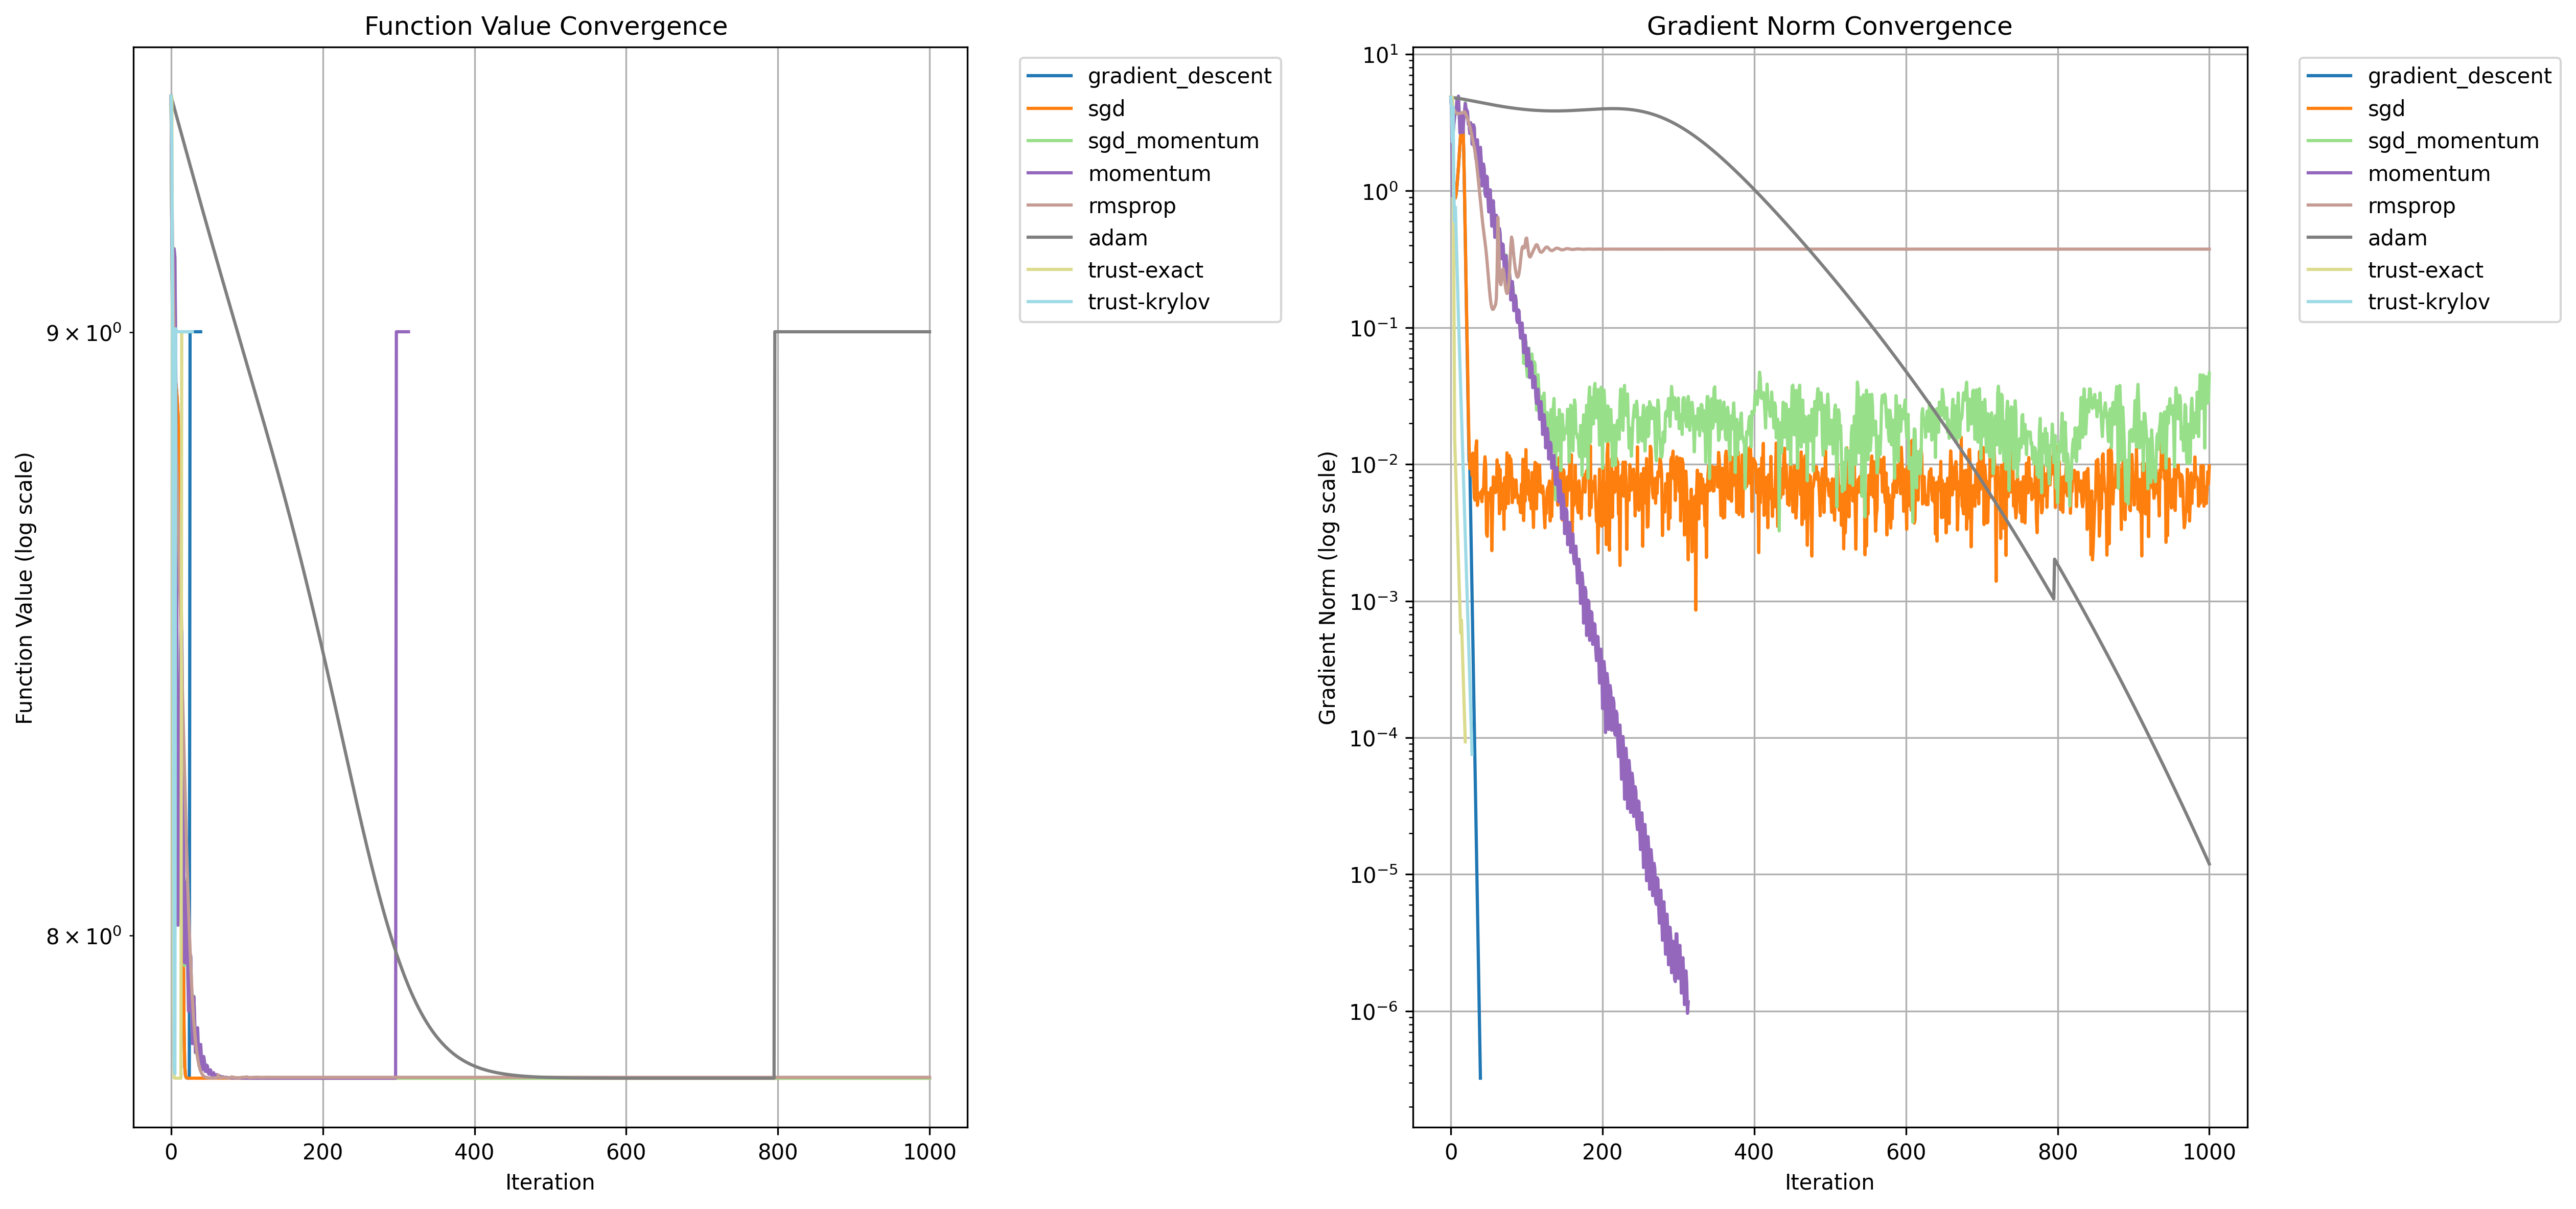 Function Value Convergence
Function Value (log scale)
9 × 10⁰
8 × 10⁰
0 200 400 600 800 1000
Iteration
gradient_descent
sgd
sgd_momentum
momentum
rmsprop
adam
trust-exact
trust-krylov
Gradient Norm Convergence
Gradient Norm (log scale)
10¹
10⁰
10⁻¹
10⁻²
10⁻³
10⁻⁴
10⁻⁵
10⁻⁶
0 200 400 600 800 1000
Iteration
gradient_descent
sgd
sgd_momentum
momentum
rmsprop
adam
trust-exact
trust-krylov